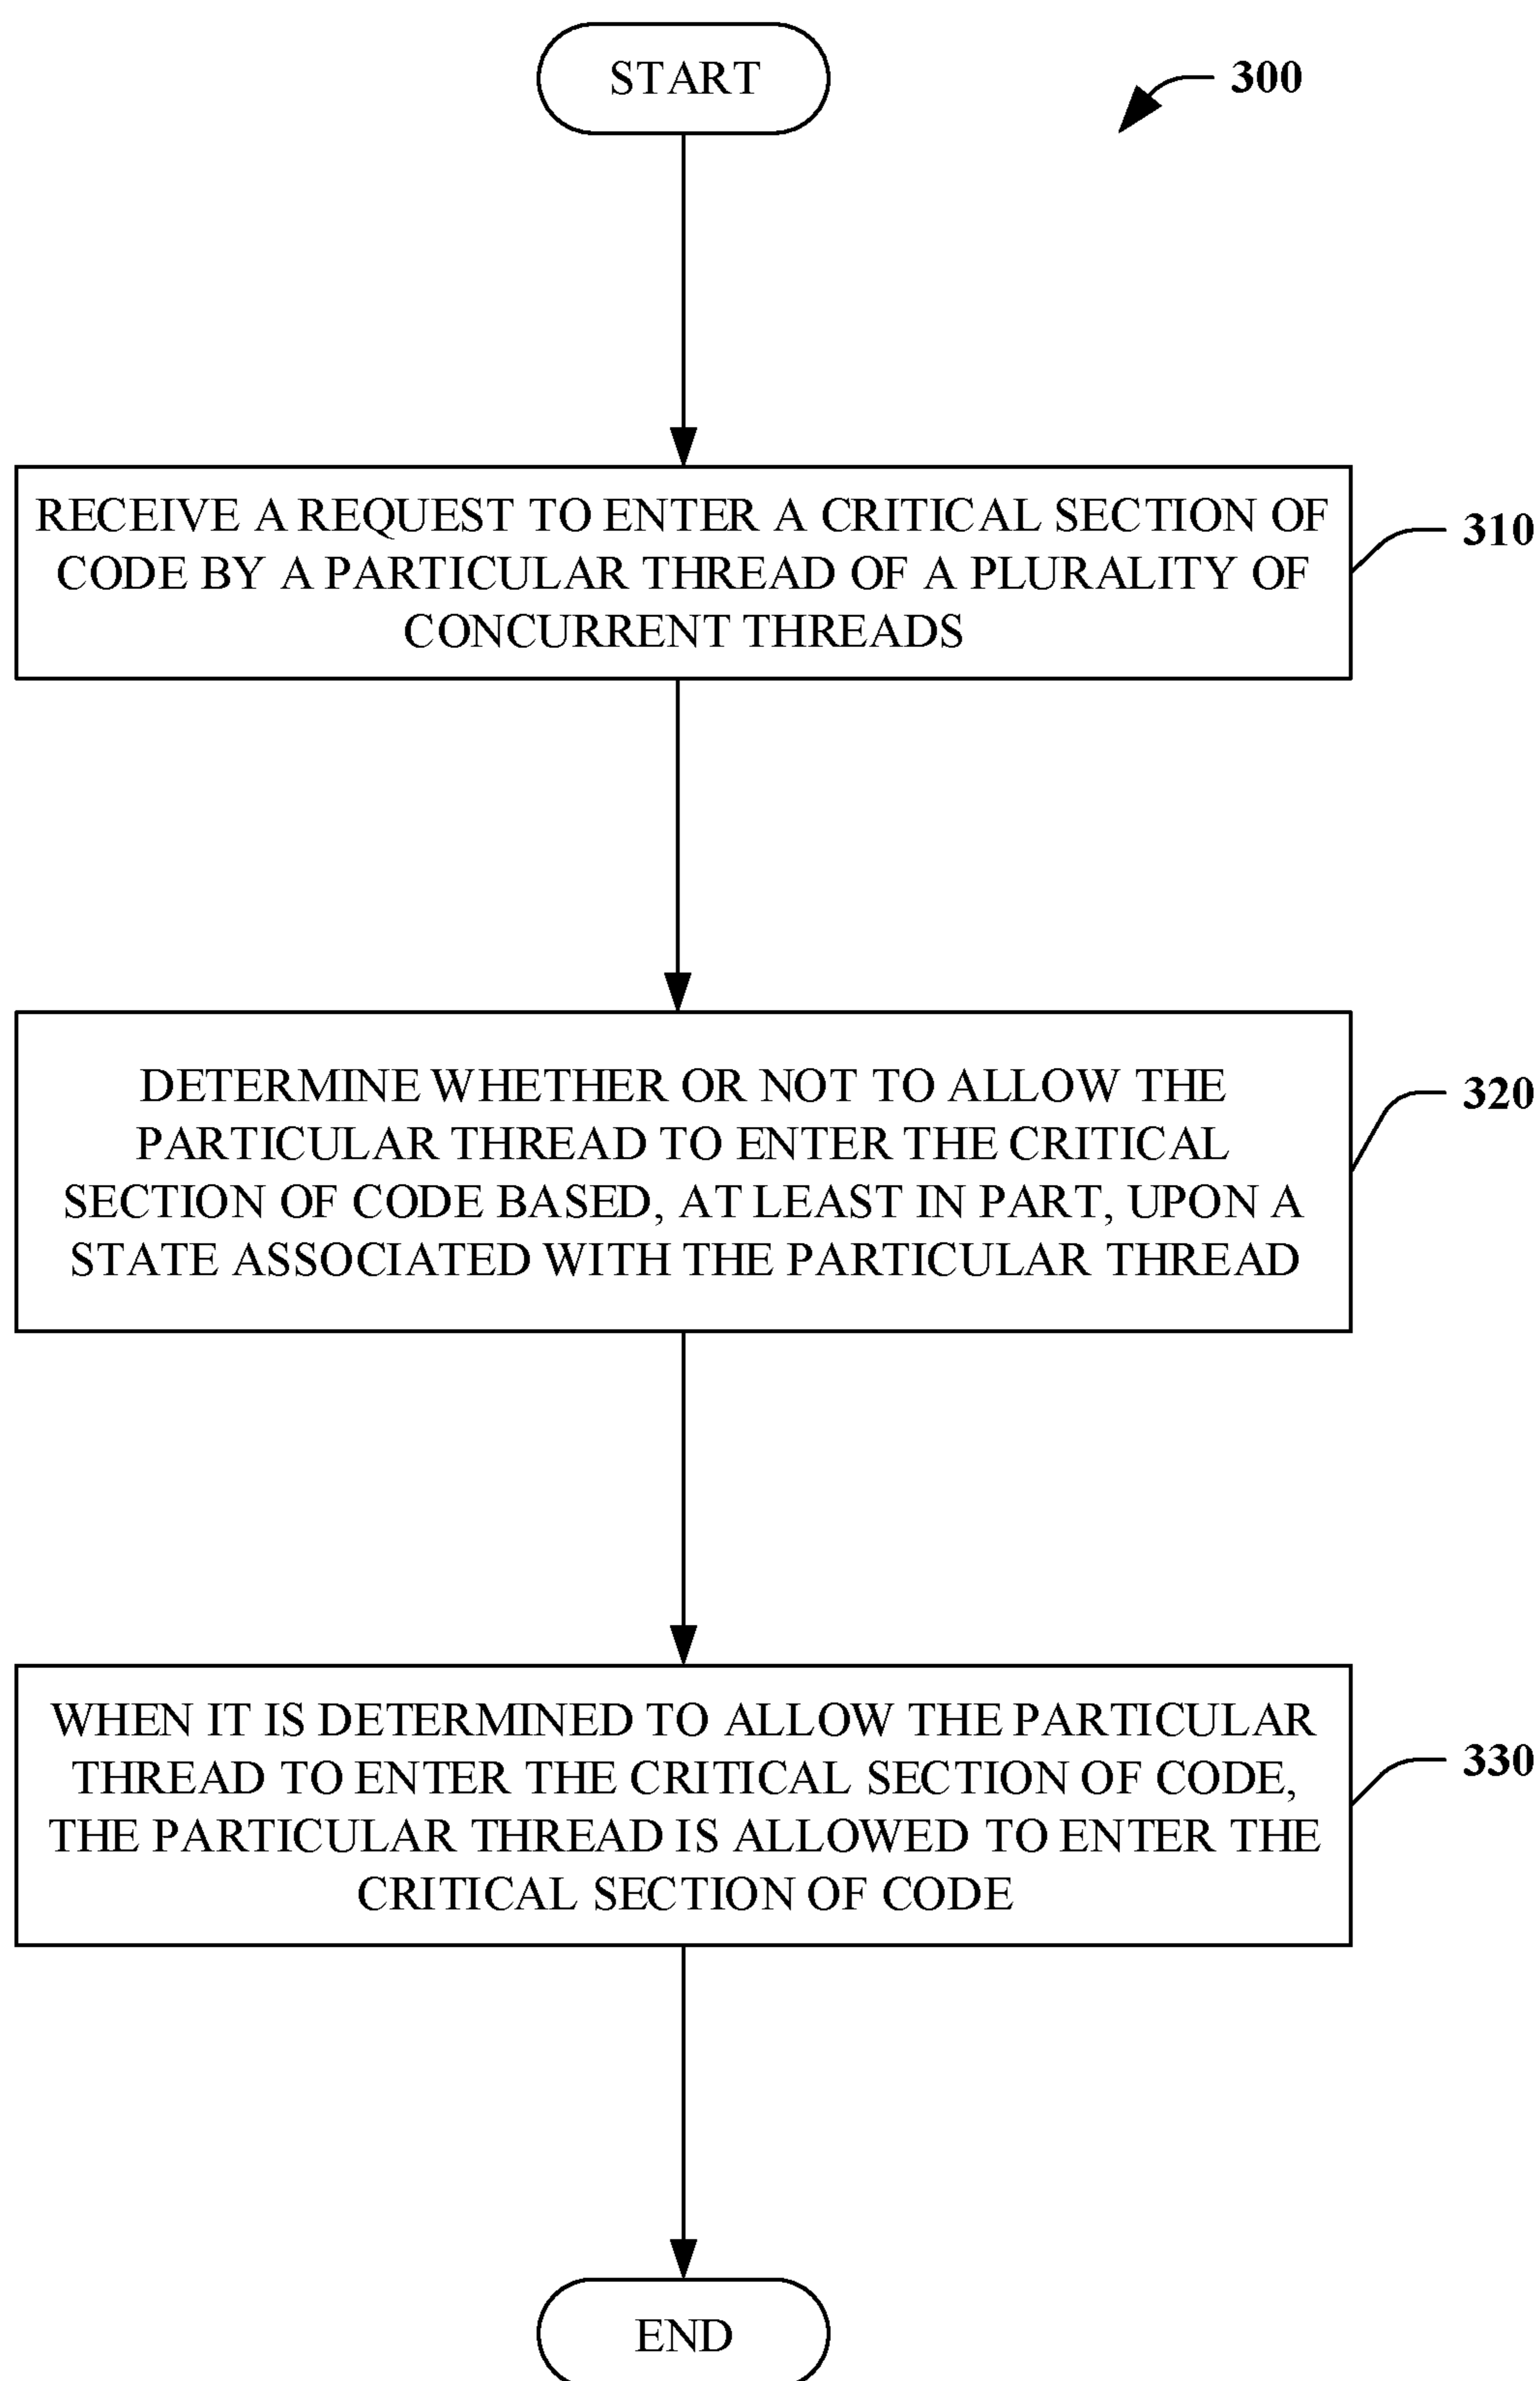 START
300
RECEIVE A REQUEST TO ENTER A CRITICAL SECTION OF
CODE BY A PARTICULAR THREAD OF A PLURALITY OF
CONCURRENT THREADS
310
DETERMINE WHETHER OR NOT TO ALLOW THE
PARTICULAR THREAD TO ENTER THE CRITICAL
SECTION OF CODE BASED, AT LEAST IN PART, UPON A
STATE ASSOCIATED WITH THE PARTICULAR THREAD
320
WHEN IT IS DETERMINED TO ALLOW THE PARTICULAR
THREAD TO ENTER THE CRITICAL SECTION OF CODE,
THE PARTICULAR THREAD IS ALLOWED TO ENTER THE
CRITICAL SECTION OF CODE
330
END